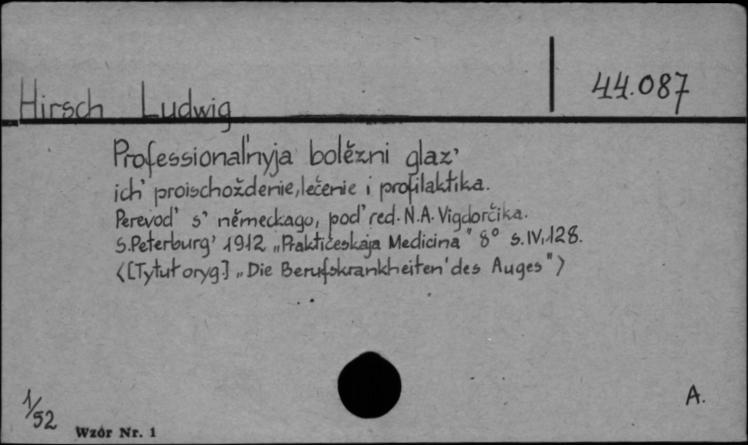 44.087
Hirsch Ludwig
Professional'nyja bolězni glaz'
ich' proischoždenie, lečenie i profilaktika.
Perevod' s' německago, pod' red. N.A. Vigdorčika.
S.Peterburg' 1912 „Praktičeskaja Medicina" 8° s. IV, 128.
<[Tytuł oryg.] „Die Berufskrankheiten des Auges">
1/52
A.
Wzór Nr. 1